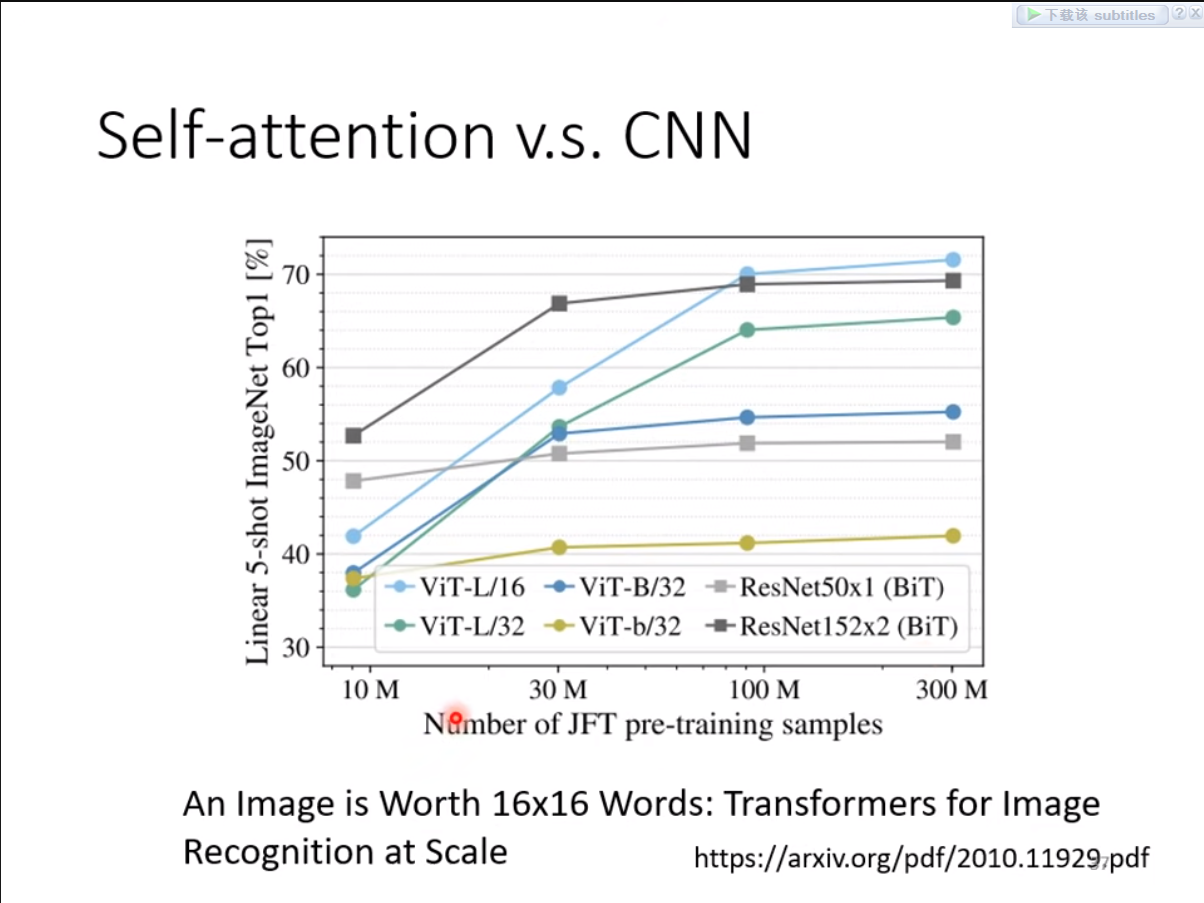 下载该 subtitles ? x
Self-attention v.s. CNN
Linear 5-shot ImageNet Top1 [%]
70
60
50
40
30
ViT-L/16 ViT-B/32 ResNet50x1 (BiT)
ViT-L/32 ViT-b/32 ResNet152x2 (BiT)
10 M 30 M 100 M 300 M
Number of JFT pre-training samples
An Image is Worth 16x16 Words: Transformers for Image
Recognition at Scale
https://arxiv.org/pdf/2010.11929.pdf
37